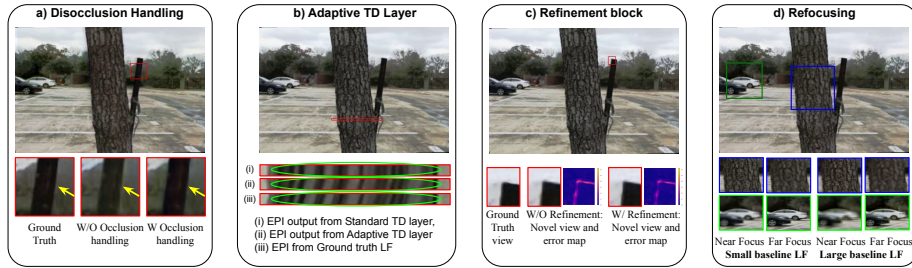 a) Disocclusion Handling
Ground
Truth
W/O Occlusion
handling
W Occlusion
handling
b) Adaptive TD Layer
(i)
(ii)
(iii)
(i) EPI output from Standard TD layer,
(ii) EPI output from Adaptive TD layer
(iii) EPI from Ground truth LF
c) Refinement block
Ground
Truth
view
W/O Refinement:
Novel view and
error map
W/ Refinement:
Novel view and
error map
d) Refocusing
Near Focus Far Focus Near Focus Far Focus
Small baseline LF Large baseline LF